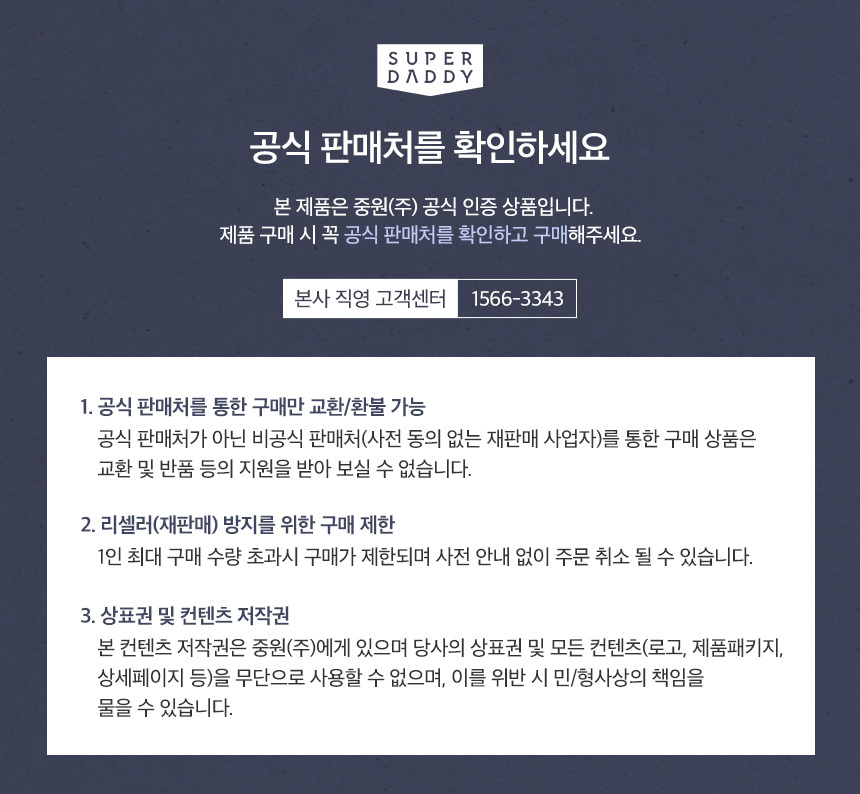 SUPER
DADDY
공식 판매처를 확인하세요
본 제품은 중원(주) 공식 인증 상품입니다.
제품 구매 시 꼭 공식 판매처를 확인하고 구매해주세요.
본사 직영 고객센터 1566-3343
1. 공식 판매처를 통한 구매만 교환/환불 가능
공식 판매처가 아닌 비공식 판매처(사전 동의 없는 재판매 사업자)를 통한 구매 상품은
교환 및 반품 등의 지원을 받아 보실 수 없습니다.
2. 리셀러(재판매) 방지를 위한 구매 제한
1인 최대 구매 수량 초과시 구매가 제한되며 사전 안내 없이 주문 취소 될 수 있습니다.
3. 상표권 및 컨텐츠 저작권
본 컨텐츠 저작권은 중원(주)에게 있으며 당사의 상표권 및 모든 컨텐츠(로고, 제품패키지,
상세페이지 등)을 무단으로 사용할 수 없으며, 이를 위반 시 민/형사상의 책임을
물을 수 있습니다.